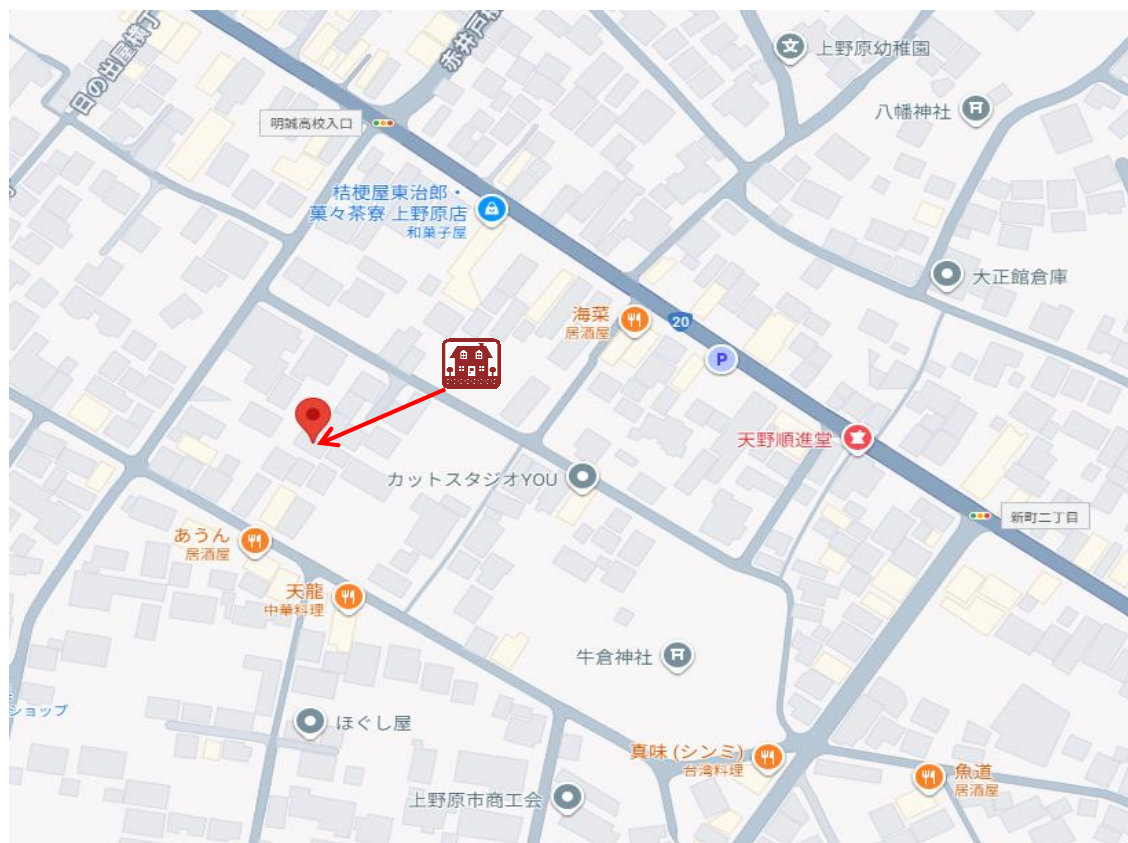 日の出屋横丁
赤井戸横
上野原幼稚園
八幡神社
明誠高校入口
桔梗屋東治郎・
菓々茶寮 上野原店
和菓子屋
大正館倉庫
海菜
居酒屋
20
P
天野順進堂
カットスタジオYOU
新町二丁目
あうん
居酒屋
天龍
中華料理
牛倉神社
ショップ
ほぐし屋
真味 (シンミ)
台湾料理
魚道
居酒屋
上野原市商工会